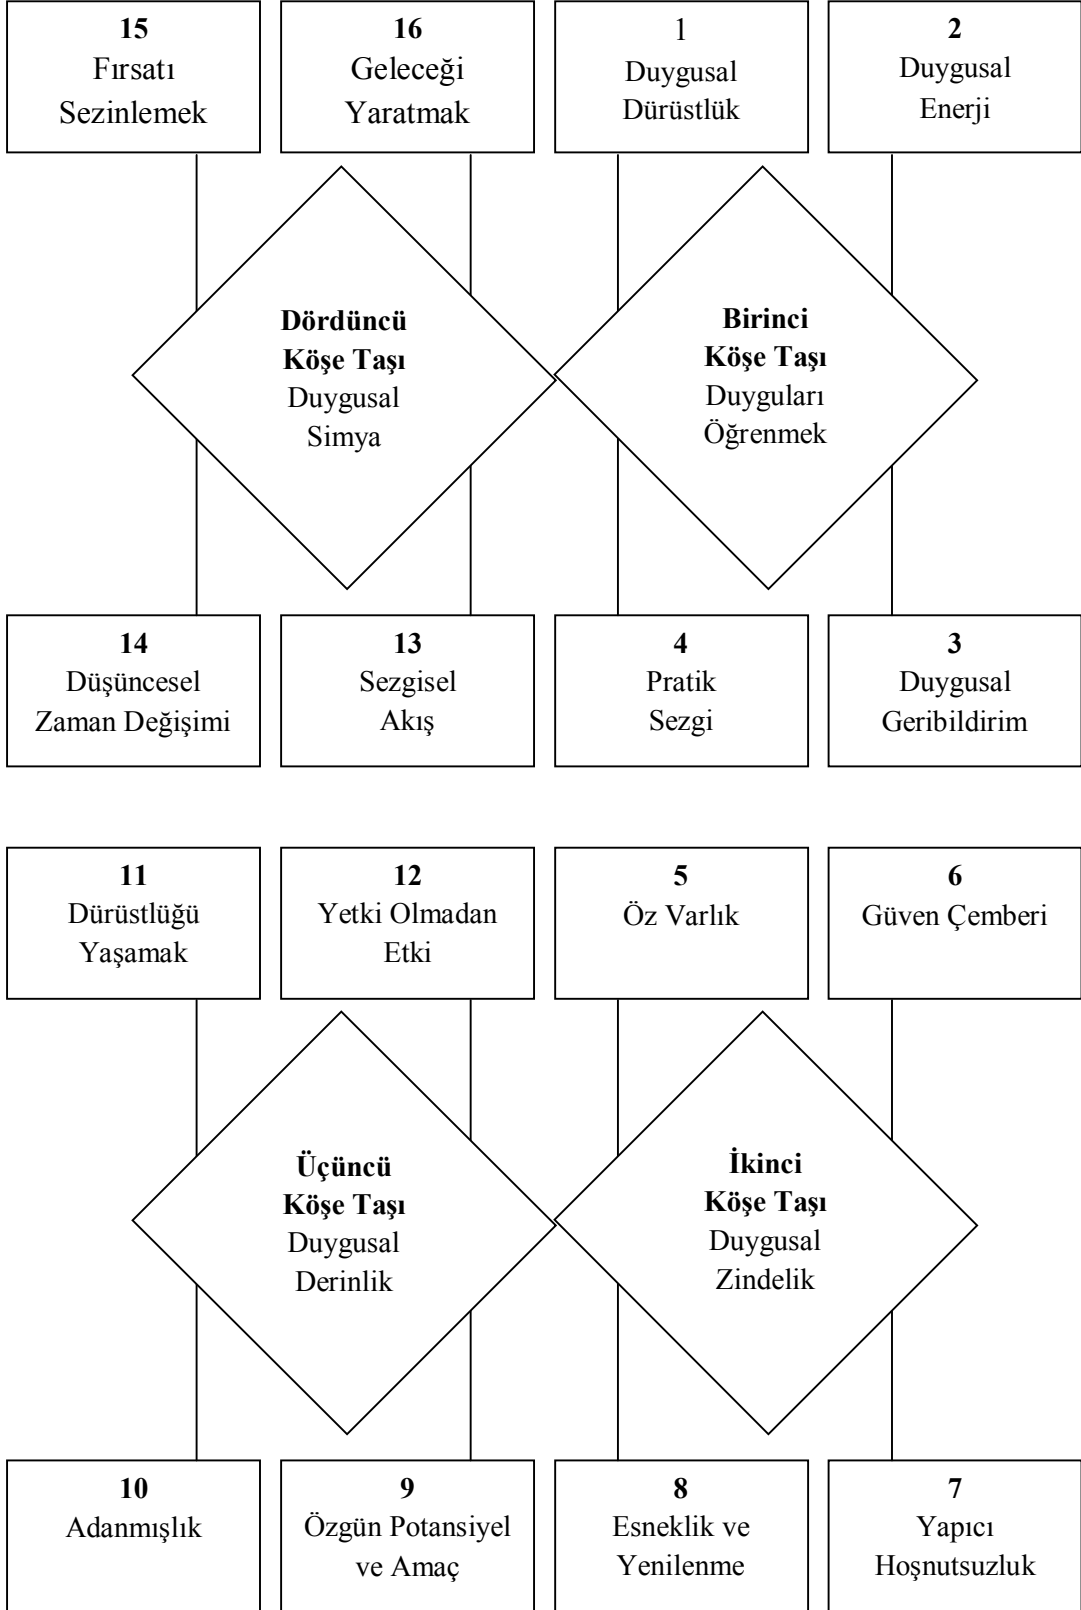 15
Fırsatı
Sezinlemek
16
Geleceği
Yaratmak
1
Duygusal
Dürüstlük
2
Duygusal
Enerji
Dördüncü
Köşe Taşı
Duygusal
Simya
Birinci
Köşe Taşı
Duyguları
Öğrenmek
14
Düşüncesel
Zaman Değişimi
13
Sezgisel
Akış
4
Pratik
Sezgi
3
Duygusal
Geribildirim
11
Dürüstlüğü
Yaşamak
12
Yetki Olmadan
Etki
5
Öz Varlık
6
Güven Çemberi
Üçüncü
Köşe Taşı
Duygusal
Derinlik
İkinci
Köşe Taşı
Duygusal
Zindelik
10
Adanmışlık
9
Özgün Potansiyel
ve Amaç
8
Esneklik ve
Yenilenme
7
Yapıcı
Hoşnutsuzluk